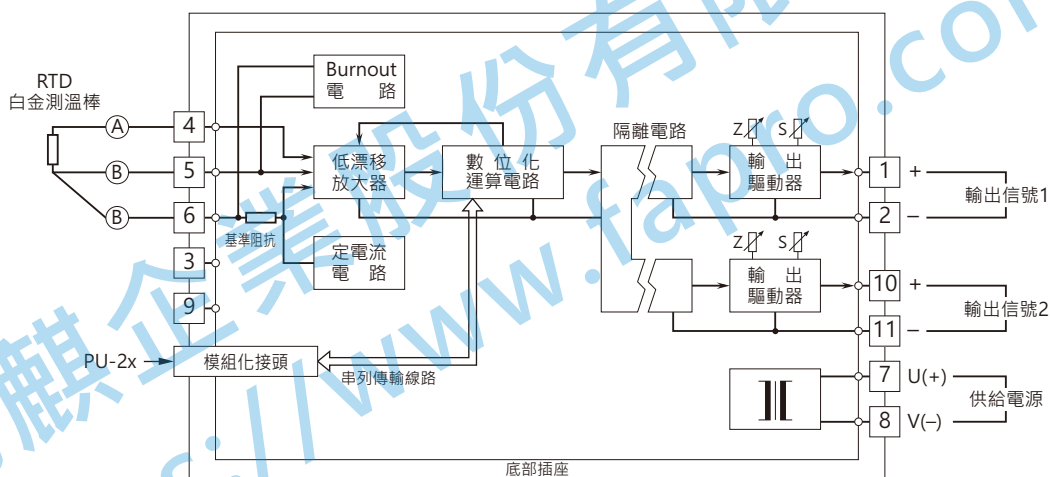 RTD
白金測溫棒
A
B
B
4
5
6
3
9
Burnout
電 路
低漂移
放大器
數 位 化
運算電路
基準阻抗
定電流
電 路
隔離電路
Z
S
輸 出
驅動器
Z
S
輸 出
驅動器
1
+
2
–
輸出信號1
10
+
11
–
輸出信號2
7
U(+)
8
V(–)
供給電源
PU-2x
模組化接頭
串列傳輸線路
底部插座
麒企業股份有限
://www.fapro.com